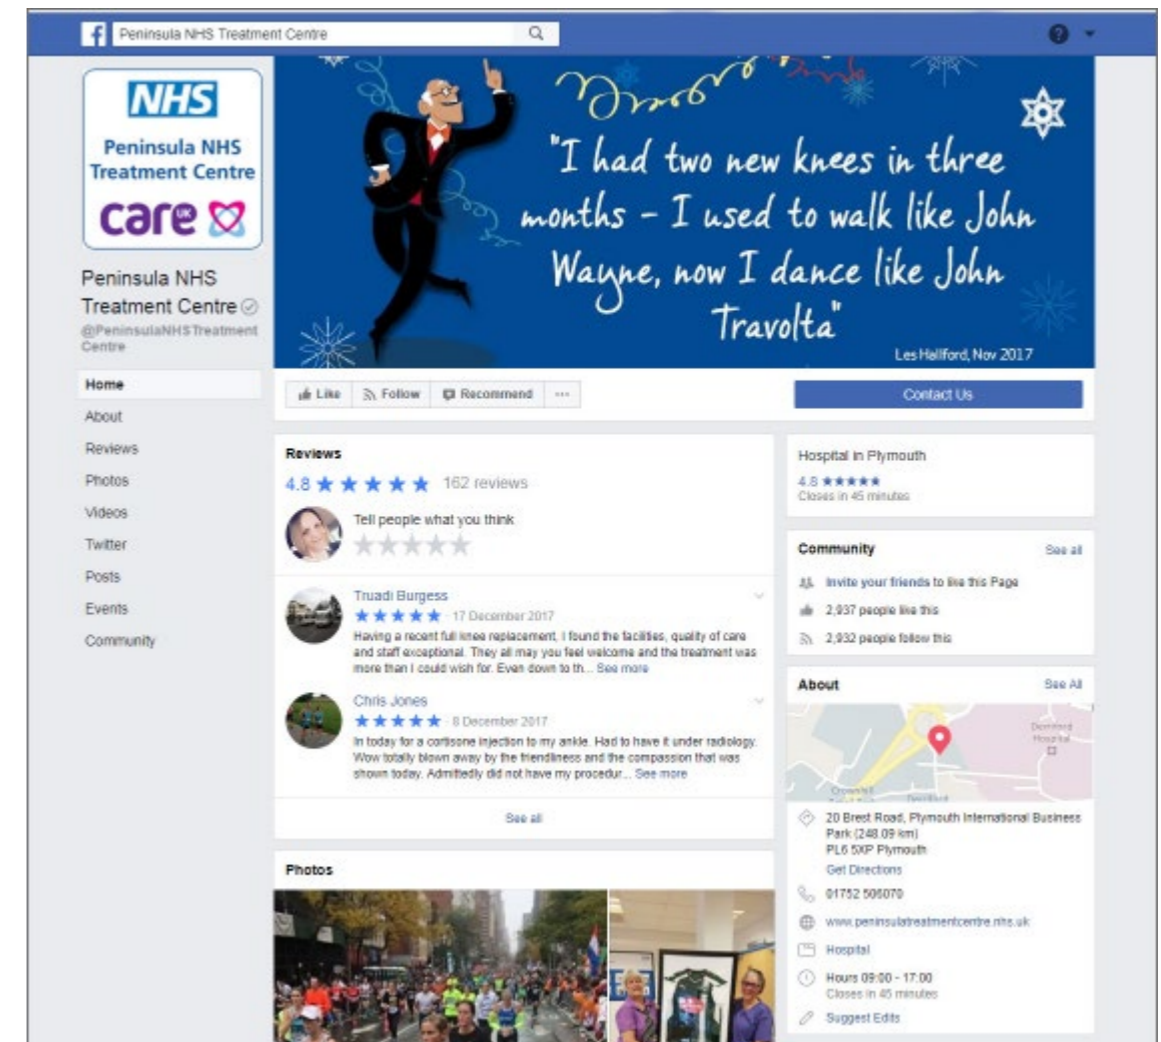 Peninsula NHS Treatment Centre
NHS
Peninsula NHS
Treatment Centre
care UK
Peninsula NHS
Treatment Centre
@PeninsulaNHSTreatment
Centre
Home
About
Reviews
Photos
Videos
Twitter
Posts
Events
Community
"I had two new knees in three
months - I used to walk like John
Wayne, now I dance like John
Travolta"
Les Hallford, Nov 2017
Like
Follow
Recommend
Contact Us
Reviews
4.8 162 reviews
Tell people what you think
Truadi Burgess
17 December 2017
Having a recent full knee replacement, I found the facilities, quality of care
and staff exceptional. They all may you feel welcome and the treatment was
more than I could wish for. Even down to th... See more
Chris Jones
8 December 2017
In today for a cortisone injection to my ankle. Had to have it under radiology.
Wow totally blown away by the friendliness and the compassion that was
shown today. Admittedly did not have my procedur... See more
See all
Photos
Hospital in Plymouth
4.8
Closes in 45 minutes
Community See all
Invite your friends to like this Page
2,937 people like this
2,932 people follow this
About See All
Derriford
Hospital
20 Brest Road, Plymouth International Business
Park (248.09 km)
PL6 5XP Plymouth
Get Directions
01752 506070
www.peninsulatreatmentcentre.nhs.uk
Hospital
Hours 09:00 - 17:00
Closes in 45 minutes
Suggest Edits